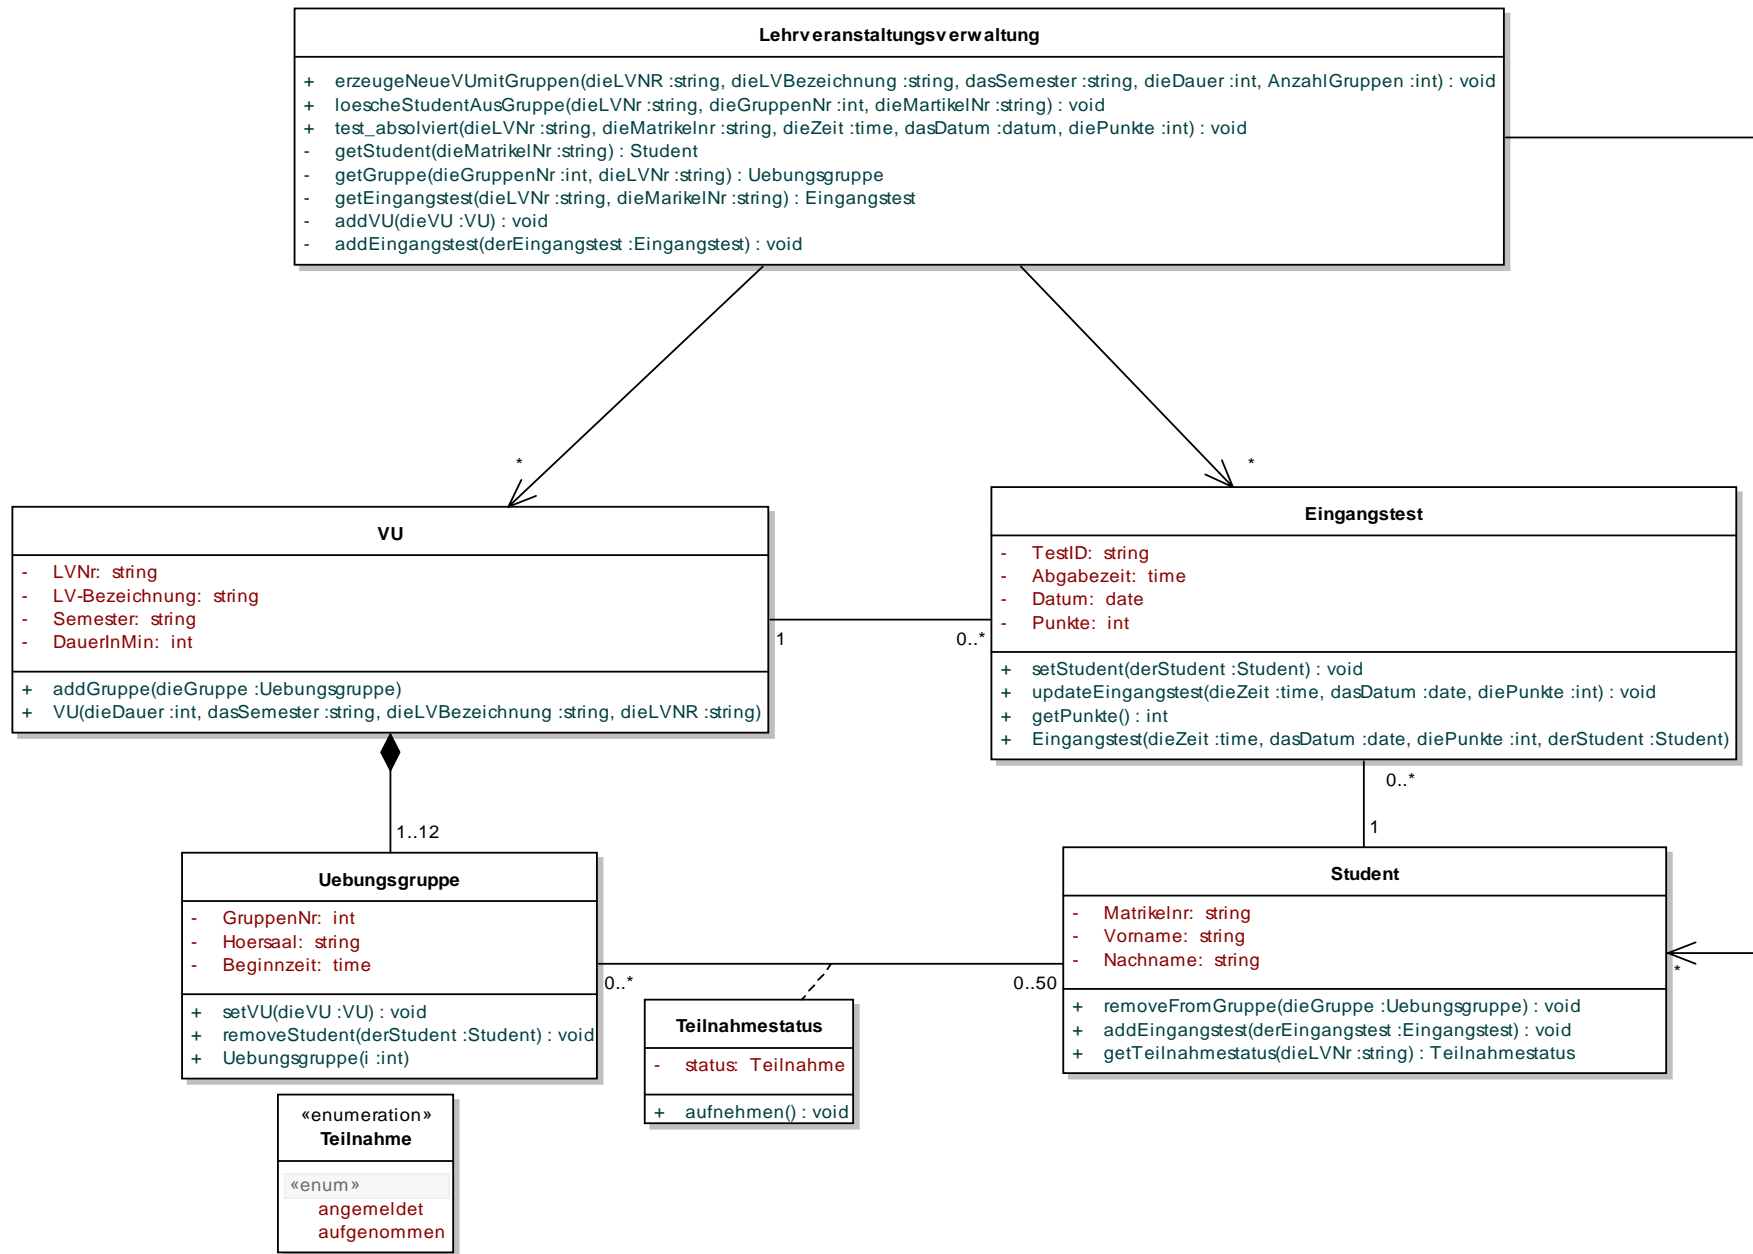 Lehrveranstaltungsverwaltung
+ erzeugeNeueVUmitGruppen(dieLVNR :string, dieLVBezeichnung :string, dasSemester :string, dieDauer :int, AnzahlGruppen :int) : void
+ loescheStudentAusGruppe(dieLVNr :string, dieGruppenNr :int, dieMartikelNr :string) : void
+ test_absolviert(dieLVNr :string, dieMatrikelnr :string, dieZeit :time, dasDatum :datum, diePunkte :int) : void
- getStudent(dieMatrikelNr :string) : Student
- getGruppe(dieGruppenNr :int, dieLVNr :string) : Uebungsgruppe
- getEingangstest(dieLVNr :string, dieMarikelNr :string) : Eingangstest
- addVU(dieVU :VU) : void
- addEingangstest(derEingangstest :Eingangstest) : void
*
*
VU
- LVNr: string
- LV-Bezeichnung: string
- Semester: string
- DauerInMin: int
+ addGruppe(dieGruppe :Uebungsgruppe)
+ VU(dieDauer :int, dasSemester :string, dieLVBezeichnung :string, dieLVNR :string)
1
0..*
Eingangstest
- TestID: string
- Abgabezeit: time
- Datum: date
- Punkte: int
+ setStudent(derStudent :Student) : void
+ updateEingangstest(dieZeit :time, dasDatum :date, diePunkte :int) : void
+ getPunkte() : int
+ Eingangstest(dieZeit :time, dasDatum :date, diePunkte :int, derStudent :Student)
0..*
1
1..12
Uebungsgruppe
- GruppenNr: int
- Hoersaal: string
- Beginnzeit: time
+ setVU(dieVU :VU) : void
+ removeStudent(derStudent :Student) : void
+ Uebungsgruppe(i :int)
0..*
0..50
Student
- Matrikelnr: string
- Vorname: string
- Nachname: string
+ removeFromGruppe(dieGruppe :Uebungsgruppe) : void
+ addEingangstest(derEingangstest :Eingangstest) : void
+ getTeilnahmestatus(dieLVNr :string) : Teilnahmestatus
*
Teilnahmestatus
- status: Teilnahme
+ aufnehmen() : void
«enumeration»
Teilnahme
«enum»
angemeldet
aufgenommen